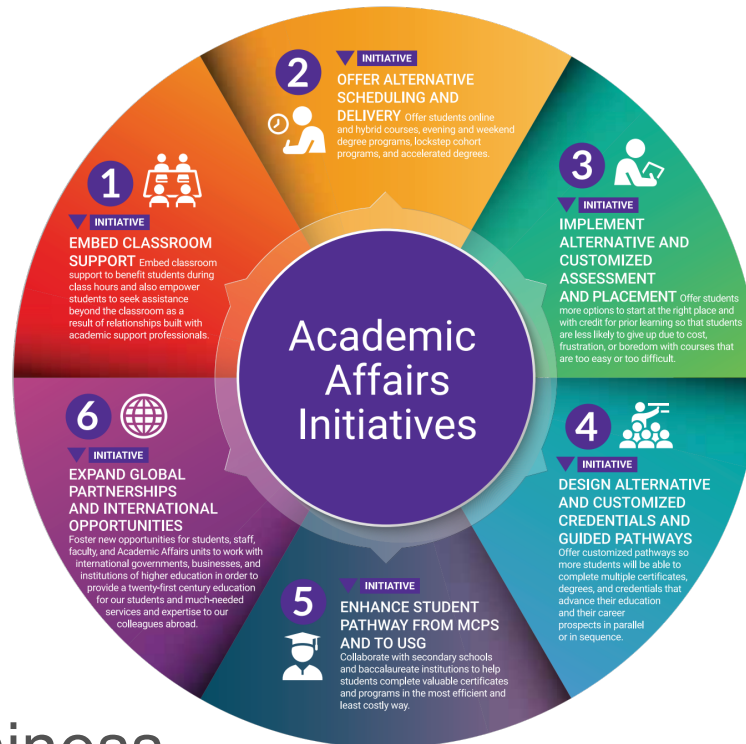 2
INITIATIVE
OFFER ALTERNATIVE
SCHEDULING AND
DELIVERY Offer students online
and hybrid courses, evening and weekend
degree programs, lockstep cohort
programs, and accelerated degrees.
1
INITIATIVE
EMBED CLASSROOM
SUPPORT Embed classroom
support to benefit students during
class hours and also empower
students to seek assistance
beyond the classroom as a
result of relationships built with
academic support professionals.
3
INITIATIVE
IMPLEMENT
ALTERNATIVE AND
CUSTOMIZED
ASSESSMENT
AND PLACEMENT Offer students
more options to start at the right place and
with credit for prior learning so that students
are less likely to give up due to cost,
frustration, or boredom with courses that
are too easy or too difficult.
Academic
Affairs
Initiatives
6
INITIATIVE
EXPAND GLOBAL
PARTNERSHIPS
AND INTERNATIONAL
OPPORTUNITIES
Foster new opportunities for students, staff,
faculty, and Academic Affairs units to work with
international governments, businesses, and
institutions of higher education in order to
provide a twenty-first century education
for our students and much-needed
services and expertise to our
colleagues abroad.
4
INITIATIVE
DESIGN ALTERNATIVE
AND CUSTOMIZED
CREDENTIALS AND
GUIDED PATHWAYS
Offer customized pathways so
more students will be able to
complete multiple certificates,
degrees, and credentials that
advance their education
and their career
prospects in parallel
or in sequence.
5
INITIATIVE
ENHANCE STUDENT
PATHWAY FROM MCPS
AND TO USG
Collaborate with secondary schools
and baccalaureate institutions to help
students complete valuable certificates
and programs in the most efficient and
least costly way.